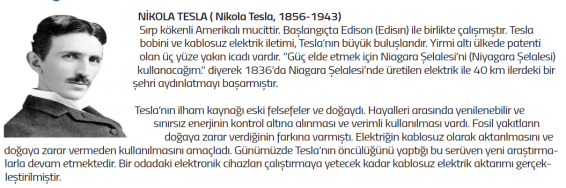 NİKOLA TESLA ( Nikola Tesla, 1856-1943)
Sırp kökenli Amerikalı mucittir. Başlangıçta Edison (Edisın) ile birlikte çalışmıştır. Tesla
bobini ve kablosuz elektrik iletimi, Tesla'nın büyük buluşlarıdır. Yirmi altı ülkede patenti
olan üç yüze yakın icadı vardır. "Güç elde etmek için Niagara Şelalesi'ni (Niyagara Şelalesi)
kullanacağım." diyerek 1836'da Niagara Şelalesi'nde üretilen elektrik ile 40 km ilerdeki bir
şehri aydınlatmayı başarmıştır.
Tesla'nın ilham kaynağı eski felsefeler ve doğaydı. Hayalleri arasında yenilenebilir ve
sınırsız enerjinin kontrol altına alınması ve verimli kullanılması vardı. Fosil yakıtların
doğaya zarar verdiğinin farkına varmıştı. Elektriğin kablosuz olarak aktarılmasını ve
doğaya zarar vermeden kullanılmasını amaçladı. Günümüzde Tesla'nın öncülüğünü yaptığı bu serüven yeni araştırma-
larla devam etmektedir. Bir odadaki elektronik cihazları çalıştırmaya yetecek kadar kablosuz elektrik aktarımı gerçek-
leştirilmiştir.